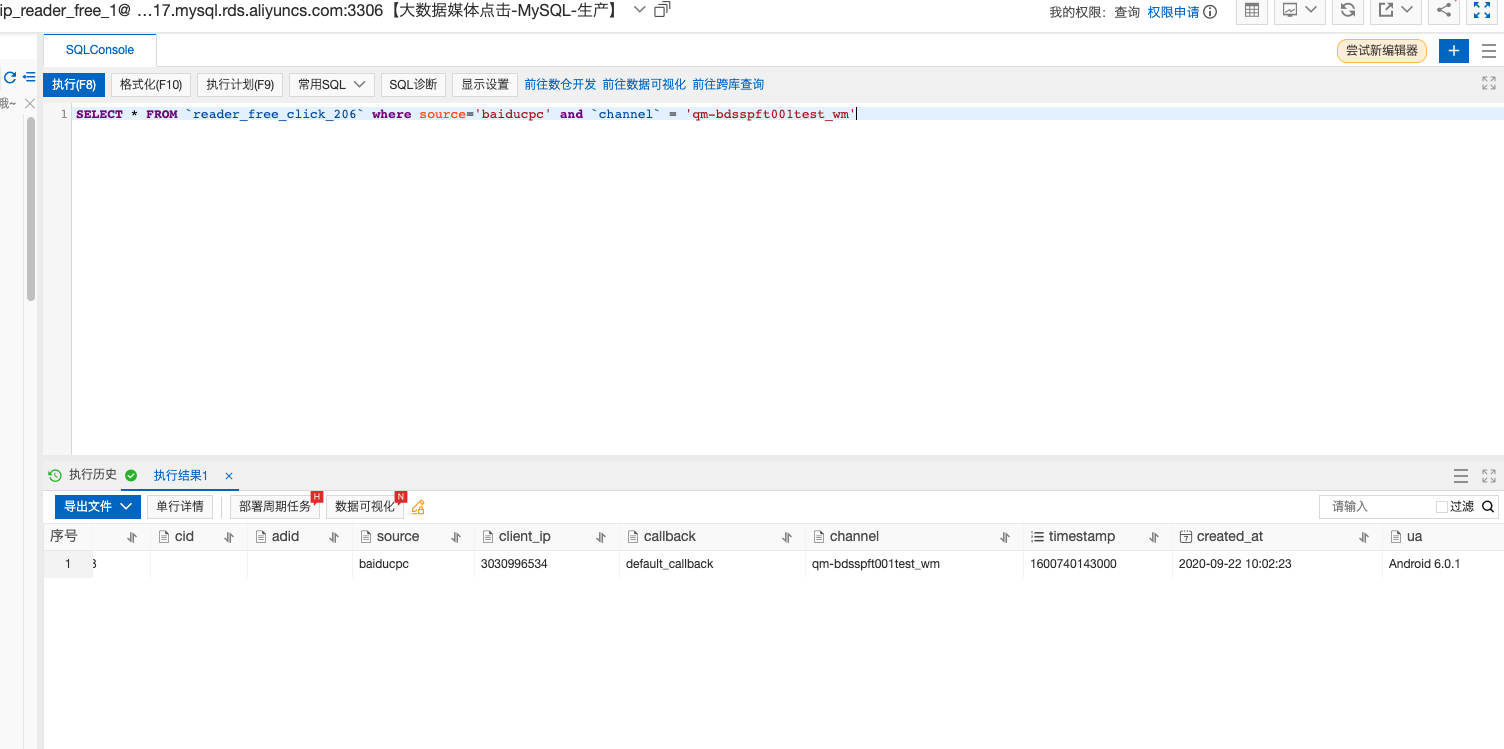 ip_reader_free_1@ ...17.mysql.rds.aliyuncs.com:3306【大数据媒体点击-MySQL-生产】
我的权限: 查询 权限申请
SQLConsole
尝试新编辑器
执行(F8) 格式化(F10) 执行计划(F9) 常用SQL SQL诊断 显示设置 前往数仓开发 前往数据可视化 前往跨库查询
哦~
1 SELECT * FROM `reader_free_click_206` where source='baiducpc' and `channel` = 'qm-bdsspft001test_wm'
执行历史 执行结果1 ×
导出文件 单行详情 部署周期任务 H 数据可视化 N 请输入 过滤
序号 cid adid source client_ip callback channel timestamp created_at ua
1 baiducpc 3030996534 default_callback qm-bdsspft001test_wm 1600740143000 2020-09-22 10:02:23 Android 6.0.1